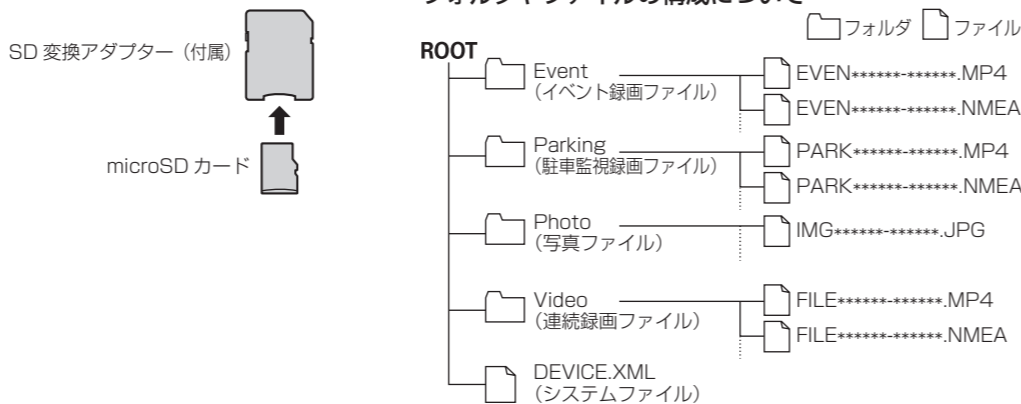 フォルダやファイルの構成について
フォルダ ファイル
SD 変換アダプター（付属）
microSD カード
ROOT
Event
（イベント録画ファイル）
EVEN******-******.MP4
EVEN******-******.NMEA
Parking
（駐車監視録画ファイル）
PARK******-******.MP4
PARK******-******.NMEA
Photo
（写真ファイル）
IMG******-******.JPG
Video
（連続録画ファイル）
FILE******-******.MP4
FILE******-******.NMEA
DEVICE.XML
（システムファイル）